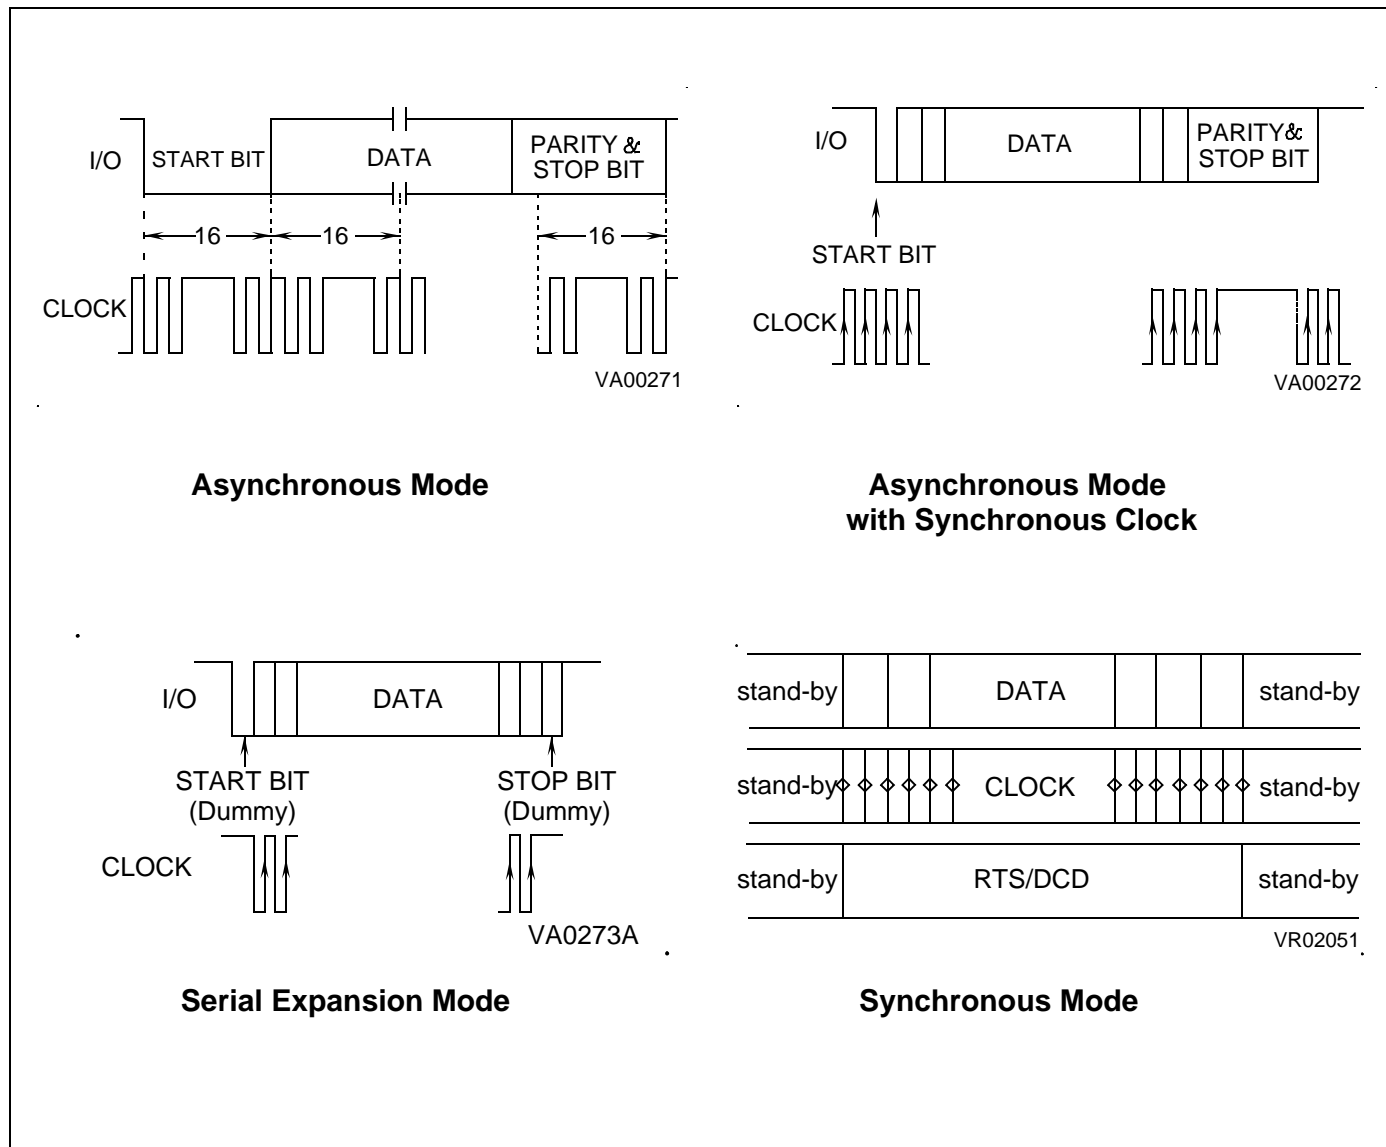 I/O
START BIT
DATA
PARITY &
STOP BIT
16
16
16
CLOCK
VA00271
Asynchronous Mode
I/O
DATA
PARITY&
STOP BIT
START BIT
CLOCK
VA00272
Asynchronous Mode
with Synchronous Clock
I/O
DATA
START BIT
(Dummy)
STOP BIT
(Dummy)
CLOCK
VA0273A
Serial Expansion Mode
stand-by
DATA
stand-by
stand-by
CLOCK
stand-by
stand-by
RTS/DCD
stand-by
VR02051
Synchronous Mode